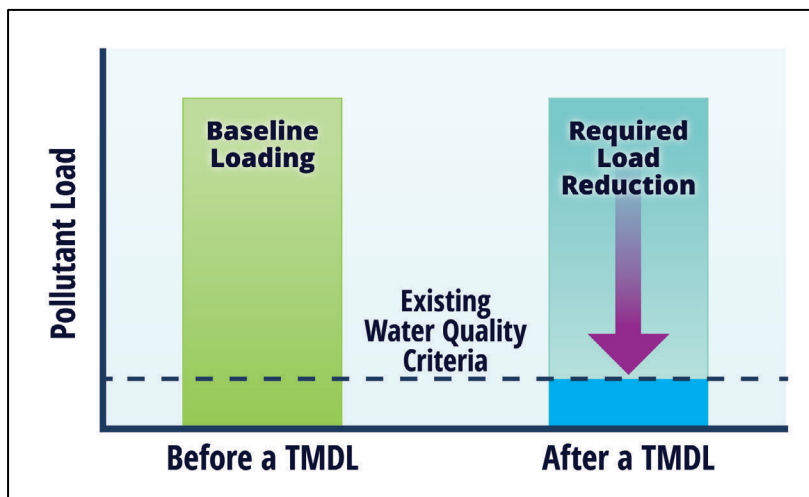 Pollutant Load
Baseline
Loading
Required
Load
Reduction
Existing
Water Quality
Criteria
Before a TMDL
After a TMDL